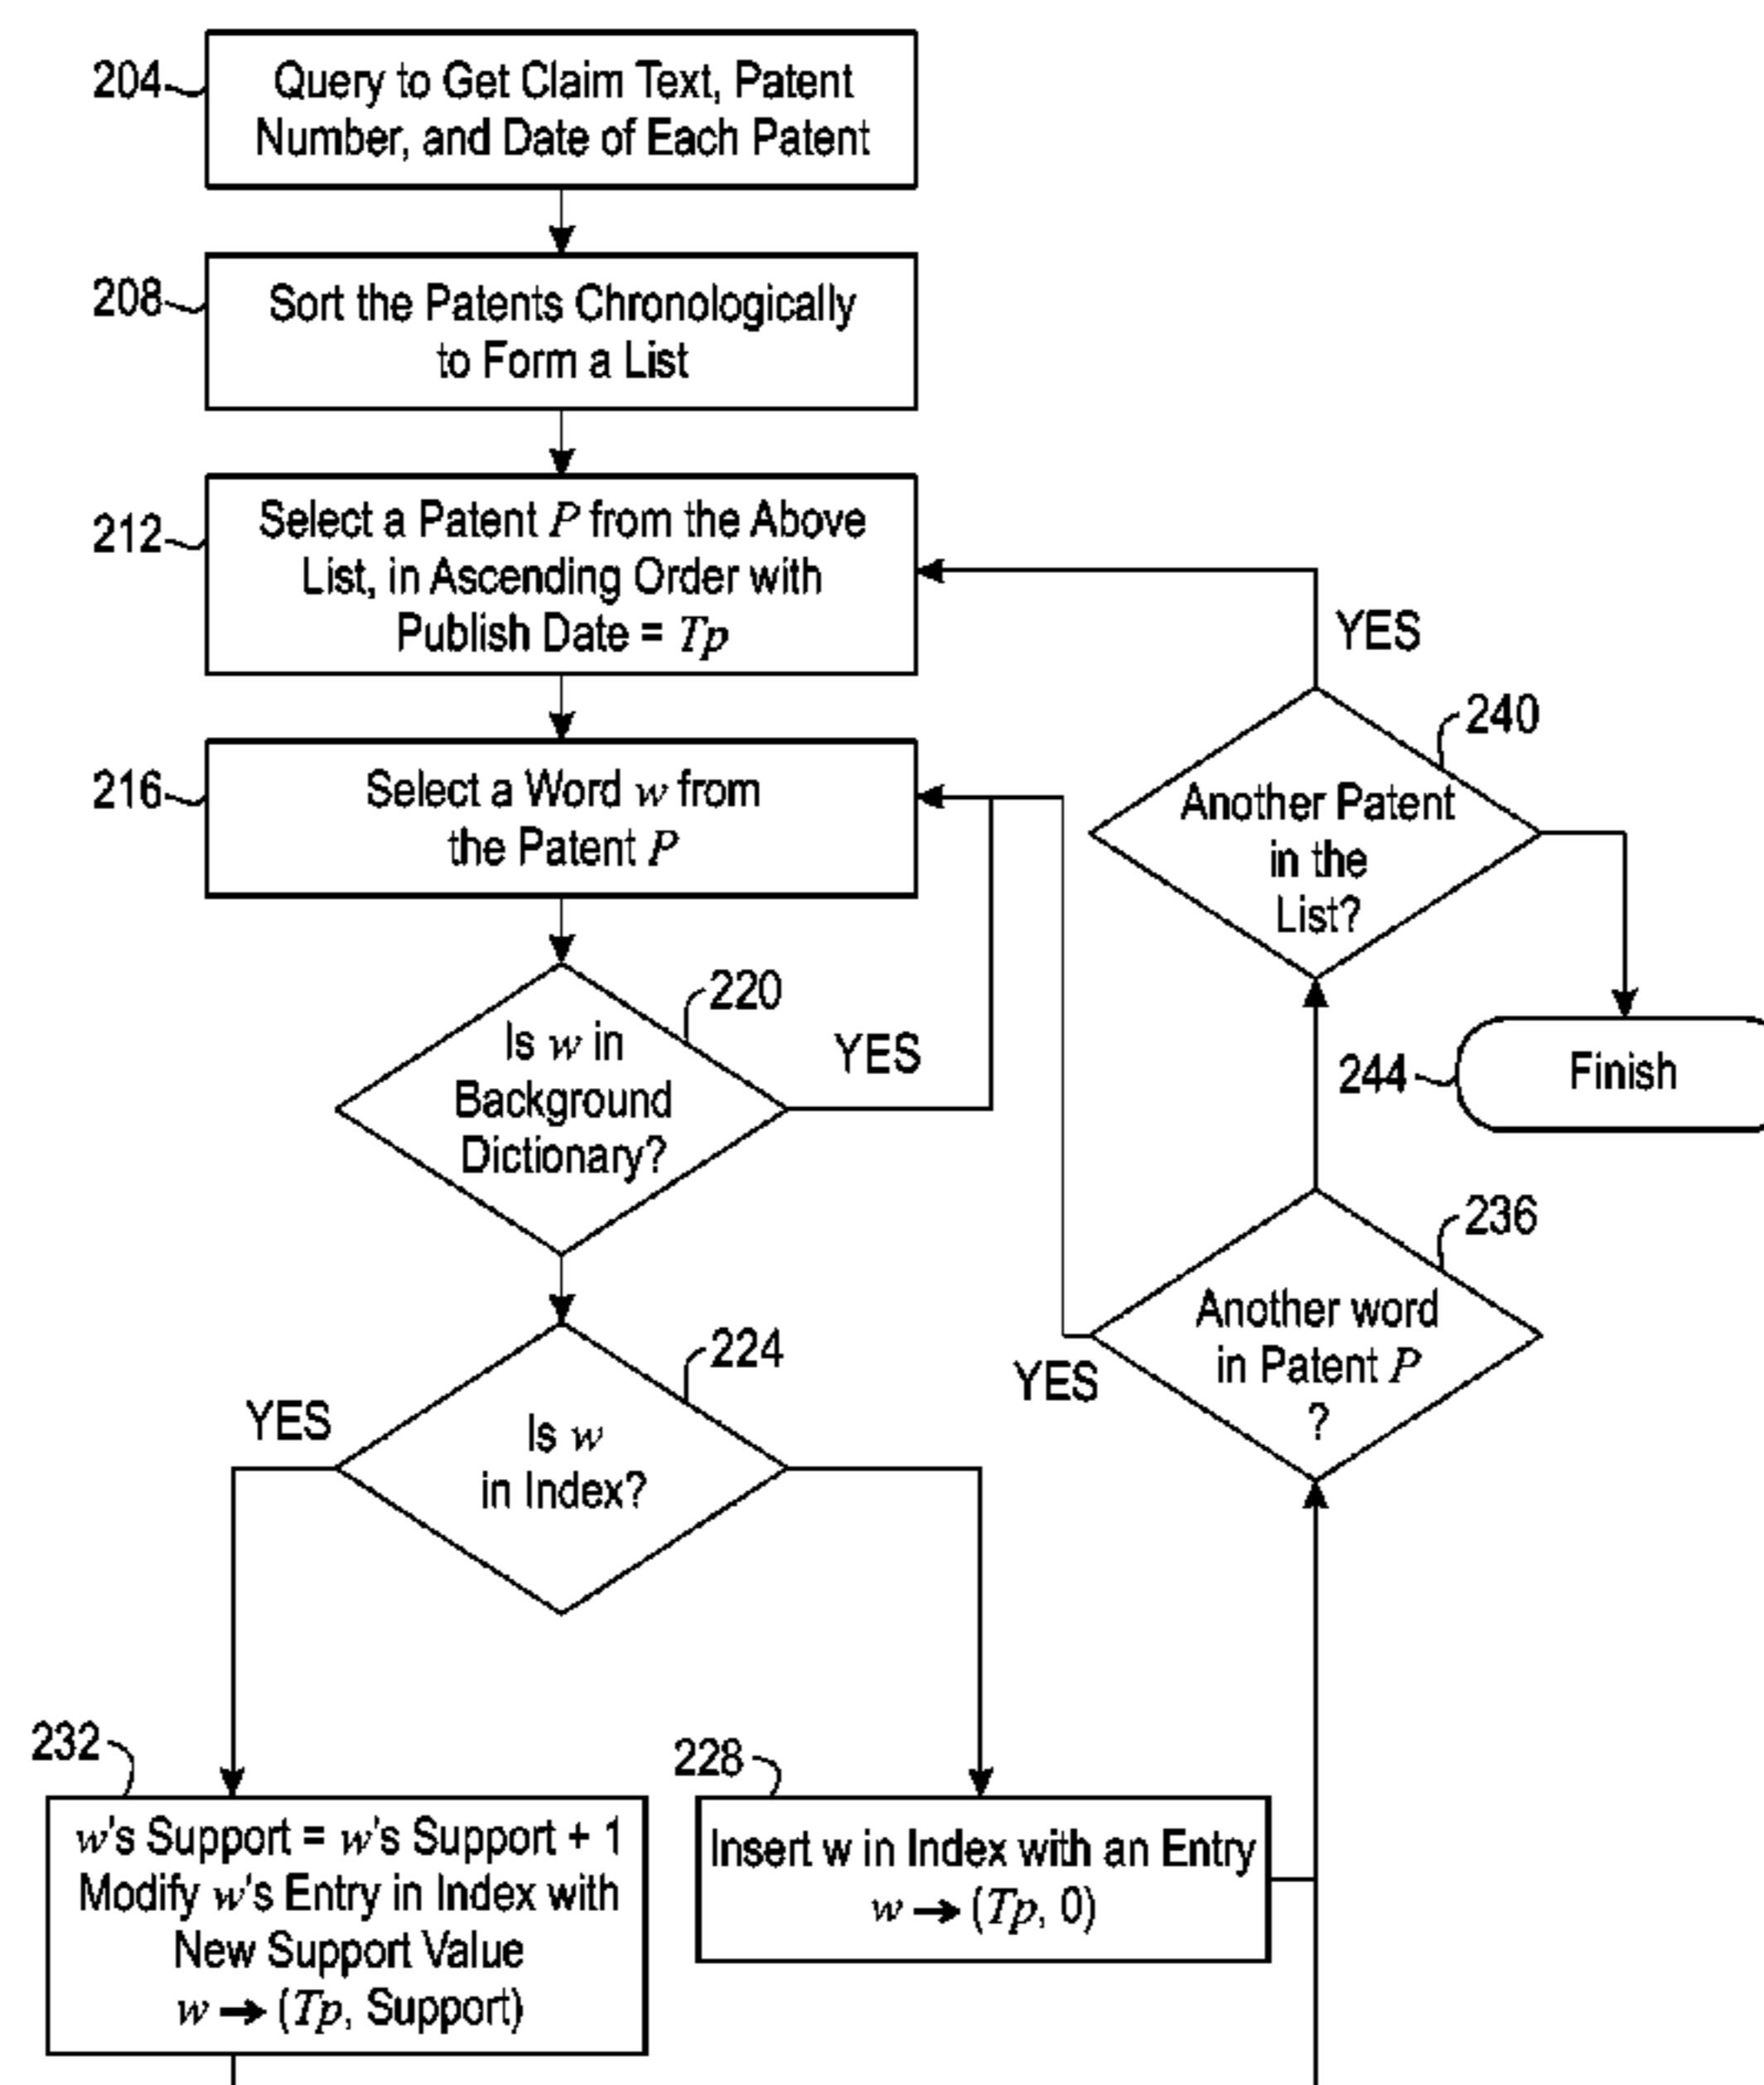 204
Query to Get Claim Text, Patent
Number, and Date of Each Patent
208
Sort the Patents Chronologically
to Form a List
212
Select a Patent P from the Above
List, in Ascending Order with
Publish Date = Tp
YES
240
216
Select a Word w from
the Patent P
Another Patent
in the
List?
220
Is w in
Background
Dictionary?
YES
244
Finish
236
Another word
in Patent P
?
YES
224
YES
Is w
in Index?
232
w's Support = w's Support + 1
Modify w's Entry in Index with
New Support Value
w → (Tp, Support)
228
Insert w in Index with an Entry
w → (Tp, 0)